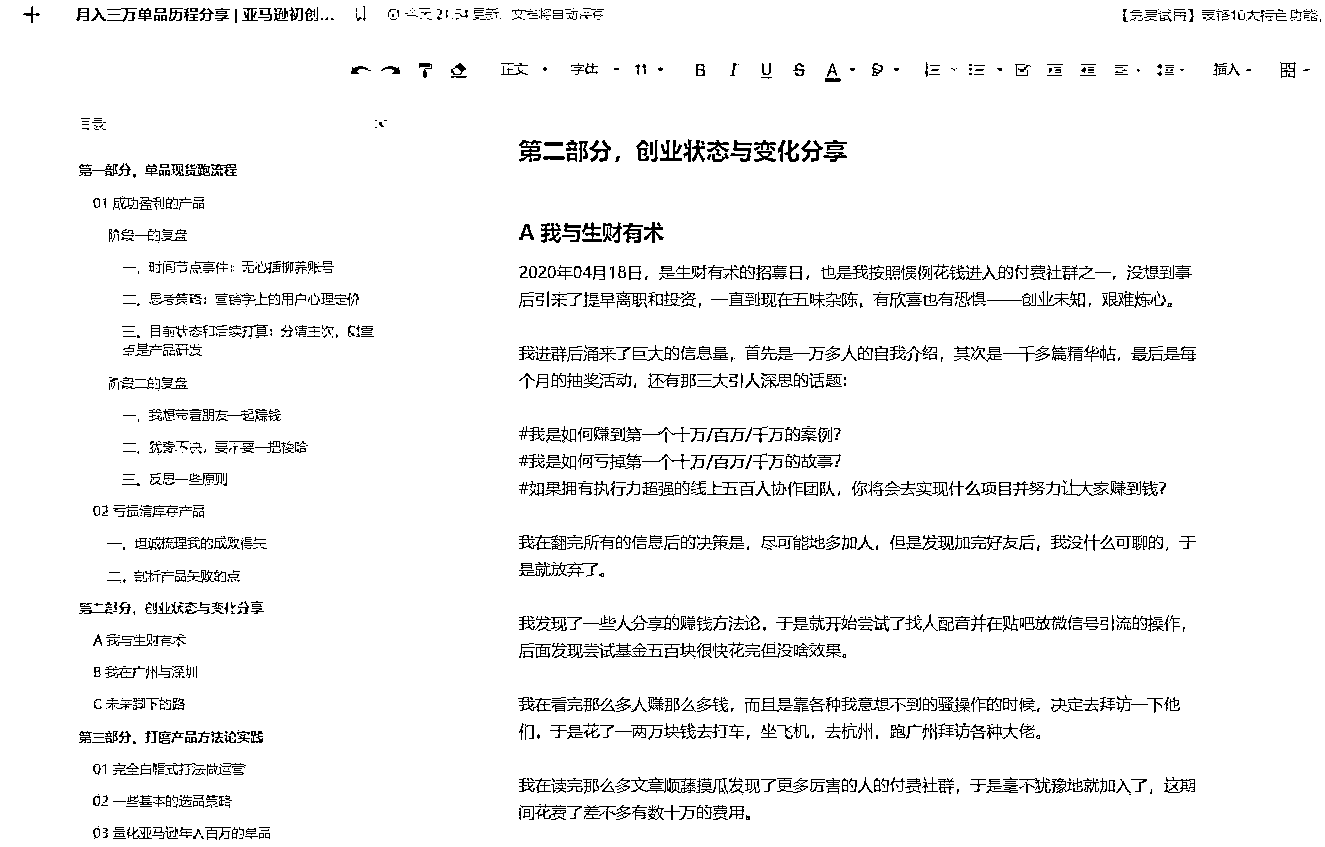 月入三万单品历程分享 | 亚马逊初创...
今天 21:54 更新,文档将自动保存
【免费试用】表格10大特色功能,
正文 字体 11 B I U S A 插入
目录
第一部分,单品现货跑流程
01 成功盈利的产品
阶段一的复盘
一,时间节点事件:无心插柳养账号
二,思考策略:营销学上的用户心理定价
三,目前状态和后续打算:分清主次,
点是产品研发
阶段二的复盘
一,我想带着朋友一起赚钱
二,犹豫不决,要不要一把梭哈
三,反思一些原则
02 亏损清库存产品
一,坦诚梳理我的成败得失
二,剖析产品失败的点
第二部分,创业状态与变化分享
A 我与生财有术
B 我在广州与深圳
C 未来脚下的路
第三部分,打磨产品方法论实践
01 完全白帽式打法做运营
02 一些基本的选品策略
03 量化亚马逊年入百万的单品
第二部分,创业状态与变化分享
A 我与生财有术
2020年04月18日,是生财有术的招募日,也是我按照惯例花钱进入的付费社群之一,没想到事
后引来了提早离职和投资,一直到现在五味杂陈,有欣喜也有恐惧——创业未知,艰难炼心。
我进群后涌来了巨大的信息量,首先是一万多人的自我介绍,其次是一千多篇精华帖,最后是每
个月的抽奖活动,还有那三大引人深思的话题:
#我是如何赚到第一个十万/百万/千万的案例?
#我是如何亏掉第一个十万/百万/千万的故事?
#如果拥有执行力超强的线上五百人协作团队,你将会去实现什么项目并努力让大家赚到钱?
我在翻完所有的信息后的决策是,尽可能地多加人,但是发现加完好友后,我没什么可聊的,于
是就放弃了。
我发现了一些人分享的赚钱方法论,于是就开始尝试了找人配音并在贴吧放微信号引流的操作,
后面发现尝试基金五百块很快花完但没啥效果。
我在看完那么多人赚那么多钱,而且是靠各种我意想不到的骚操作的时候,决定去拜访一下他
们,于是花了一两万块钱去打车,坐飞机,去杭州,跑广州拜访各种大佬。
我在读完那么多文章顺藤摸瓜发现了更多厉害的人的付费社群,于是毫不犹豫地就加入了,这期
间花费了差不多有数十万的费用。